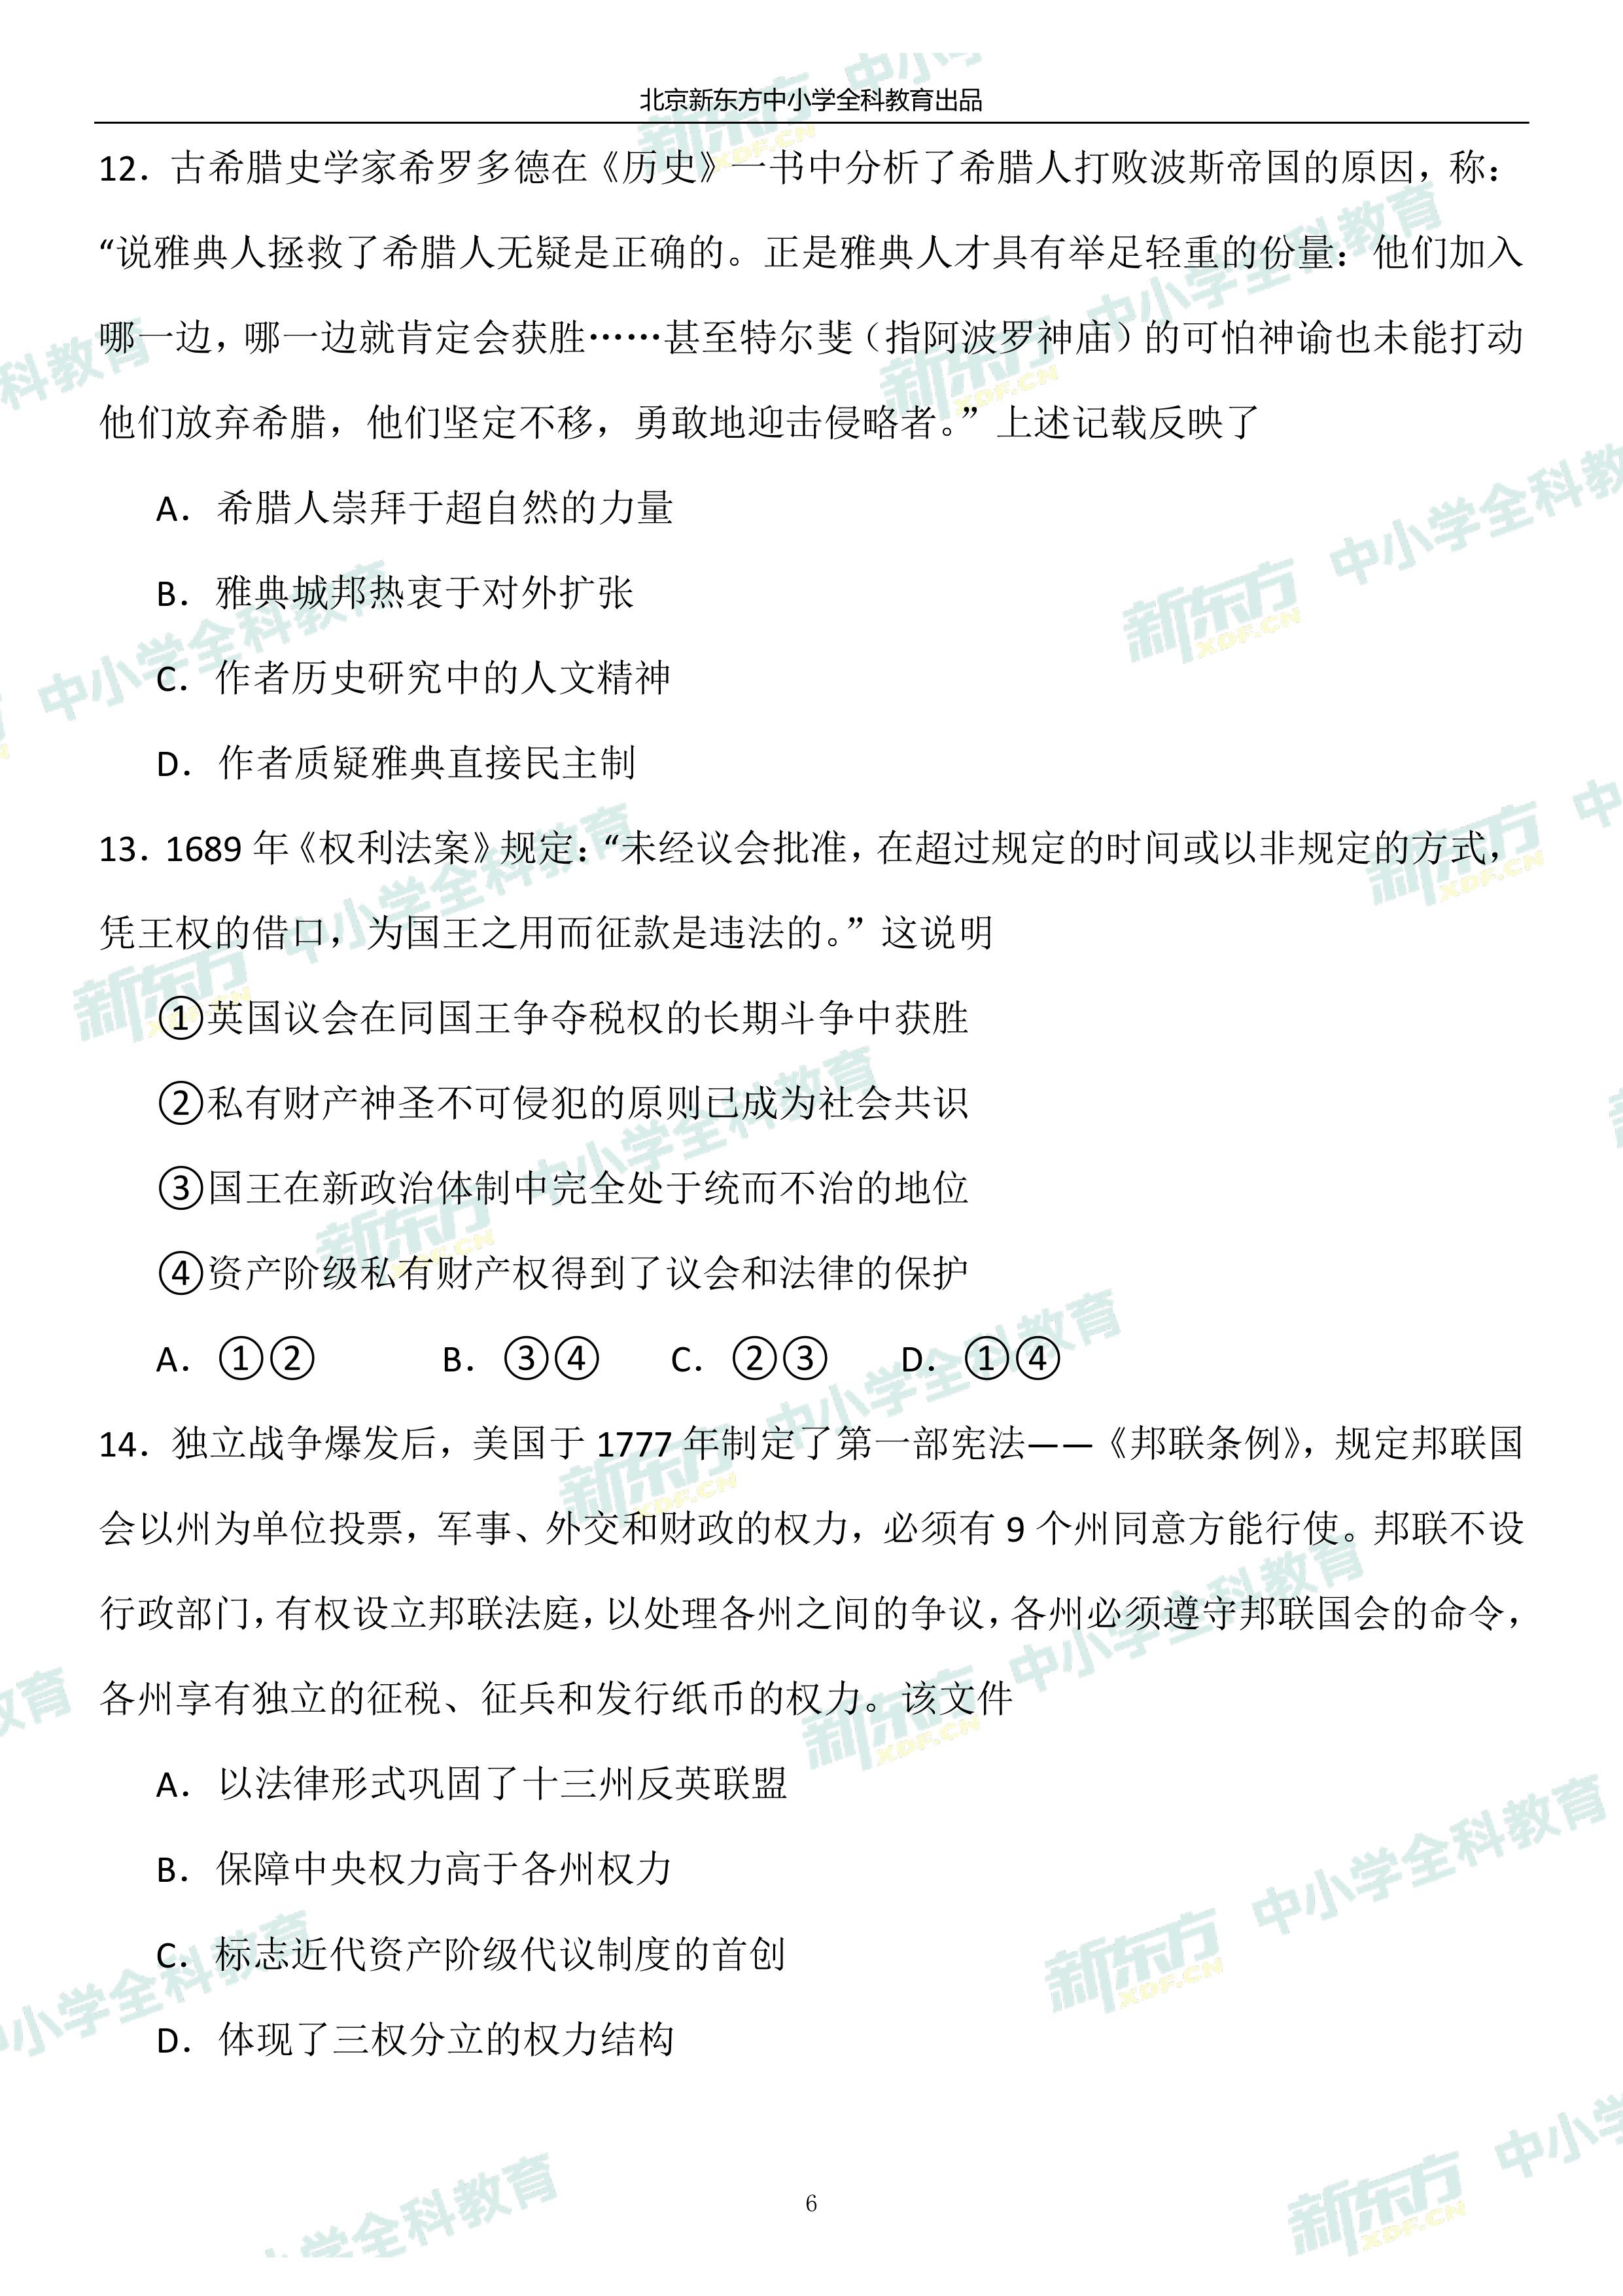 北京新东方中小学全科教育出品
12．古希腊史学家希罗多德在《历史》一书中分析了希腊人打败波斯帝国的原因，称：
“说雅典人拯救了希腊人无疑是正确的。正是雅典人才具有举足轻重的份量：他们加入
哪一边，哪一边就肯定会获胜……甚至特尔斐（指阿波罗神庙）的可怕神谕也未能打动
他们放弃希腊，他们坚定不移，勇敢地迎击侵略者。”上述记载反映了
A．希腊人崇拜于超自然的力量
B．雅典城邦热衷于对外扩张
C．作者历史研究中的人文精神
D．作者质疑雅典直接民主制
13．1689 年《权利法案》规定：“未经议会批准，在超过规定的时间或以非规定的方式，
凭王权的借口，为国王之用而征款是违法的。”这说明
①英国议会在同国王争夺税权的长期斗争中获胜
②私有财产神圣不可侵犯的原则已成为社会共识
③国王在新政治体制中完全处于统而不治的地位
④资产阶级私有财产权得到了议会和法律的保护
A．①② B．③④ C．②③ D．①④
14．独立战争爆发后，美国于 1777 年制定了第一部宪法——《邦联条例》，规定邦联国
会以州为单位投票，军事、外交和财政的权力，必须有 9 个州同意方能行使。邦联不设
行政部门，有权设立邦联法庭，以处理各州之间的争议，各州必须遵守邦联国会的命令，
各州享有独立的征税、征兵和发行纸币的权力。该文件
A．以法律形式巩固了十三州反英联盟
B．保障中央权力高于各州权力
C．标志近代资产阶级代议制度的首创
D．体现了三权分立的权力结构
6